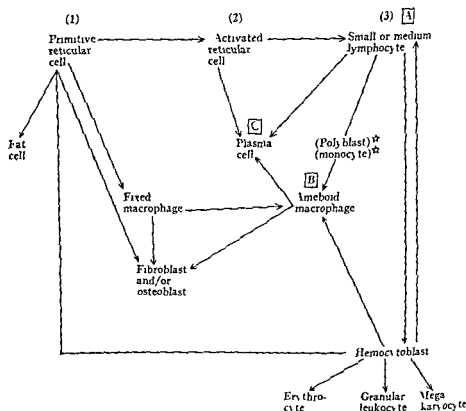 (1)
(2)
(3) A
Primitive
reticular
cell
Activated
reticular
cell
Small or medium
lymphocyte
Fat
cell
C
Plasma
cell
(Polyblast)☆
(monocyte)☆
B
Fixed
macrophage
Ameboid
macrophage
Fibroblast
and/or
osteoblast
Hemocytoblast
Erythro-
cyte
Granular
leukocyte
Mega
karyocyte